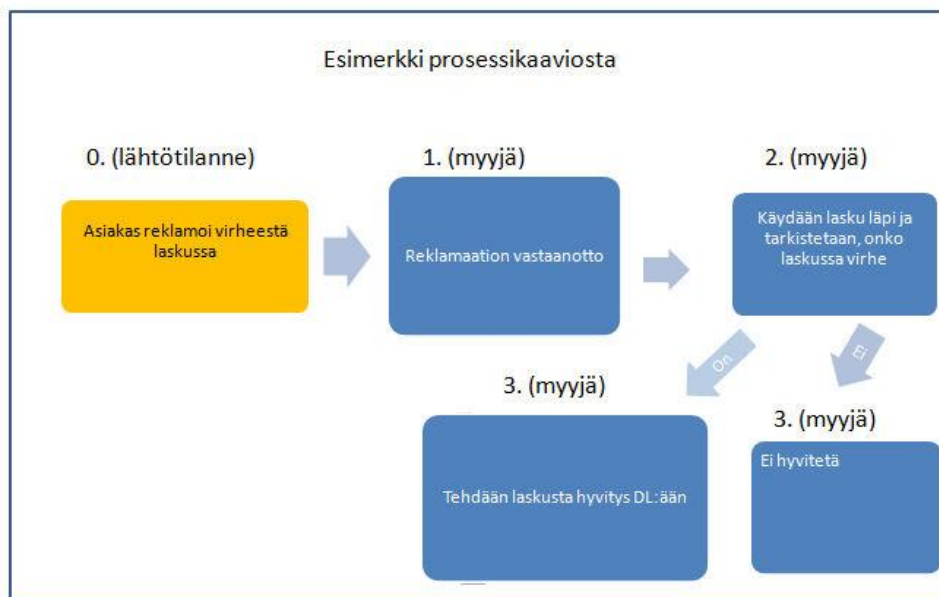 Esimerkki prosessikaaviosta
0. (lähtötilanne)
Asiakas reklamoi virheestä
laskussa
1. (myyjä)
Reklamaation vastaanotto
2. (myyjä)
Käydään lasku läpi ja
tarkistetaan, onko
laskussa virhe
On
Ei
3. (myyjä)
Tehdään laskusta hyvitys DL:ään
3. (myyjä)
Ei hyvitetä